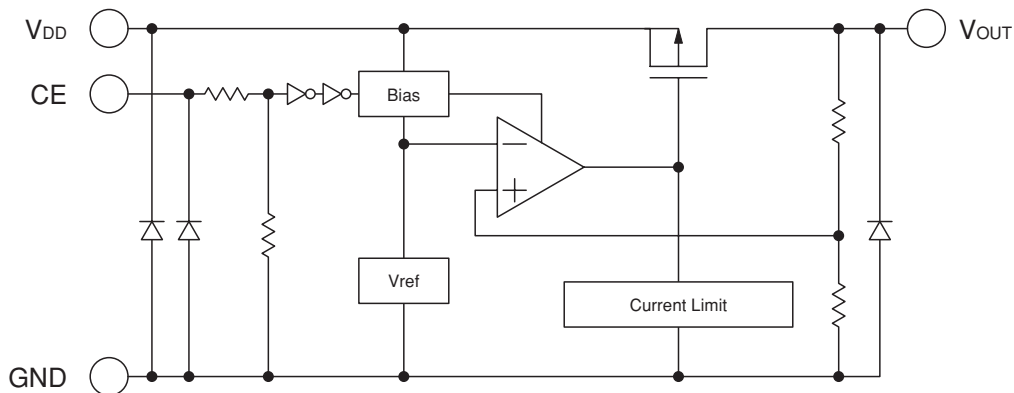 VDD
VOUT
CE
Bias
−
+
Vref
Current Limit
GND